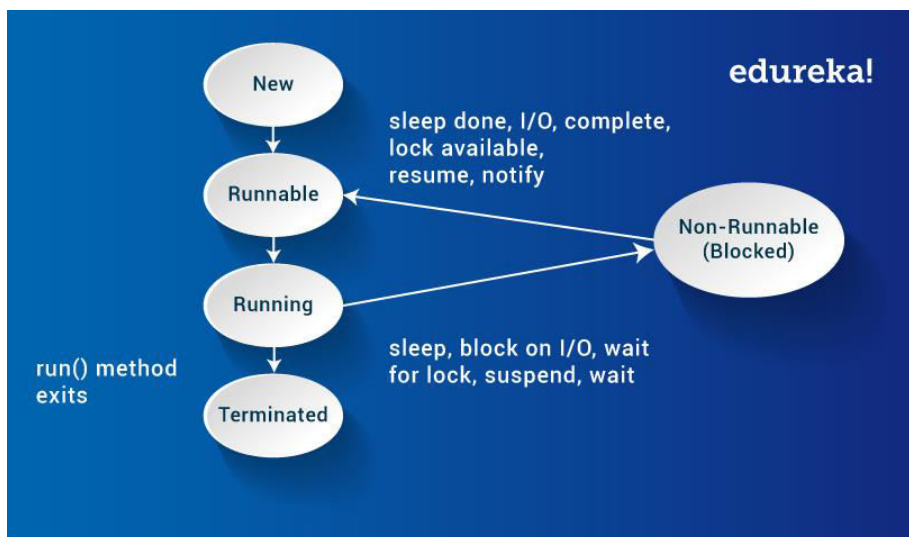 edureka!
New
sleep done, I/O, complete,
lock available,
resume, notify
Runnable
Non-Runnable
(Blocked)
Running
sleep, block on I/O, wait
for lock, suspend, wait
run() method
exits
Terminated